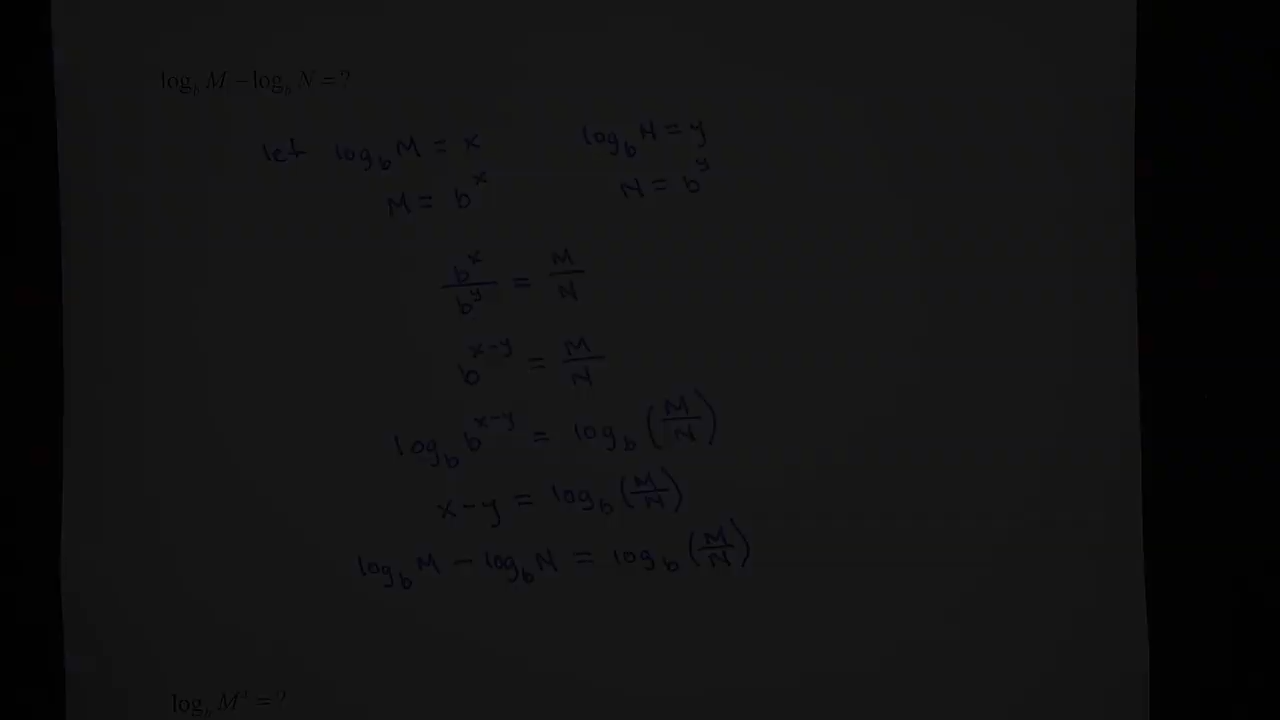 log_b M − log_b N = ?
let log_b M = x    log_b N = y
M = b^x    N = b^y
b^x/b^y = M/N
b^(x−y) = M/N
log_b b^(x−y) = log_b (M/N)
x − y = log_b (M/N)
log_b M − log_b N = log_b (M/N)